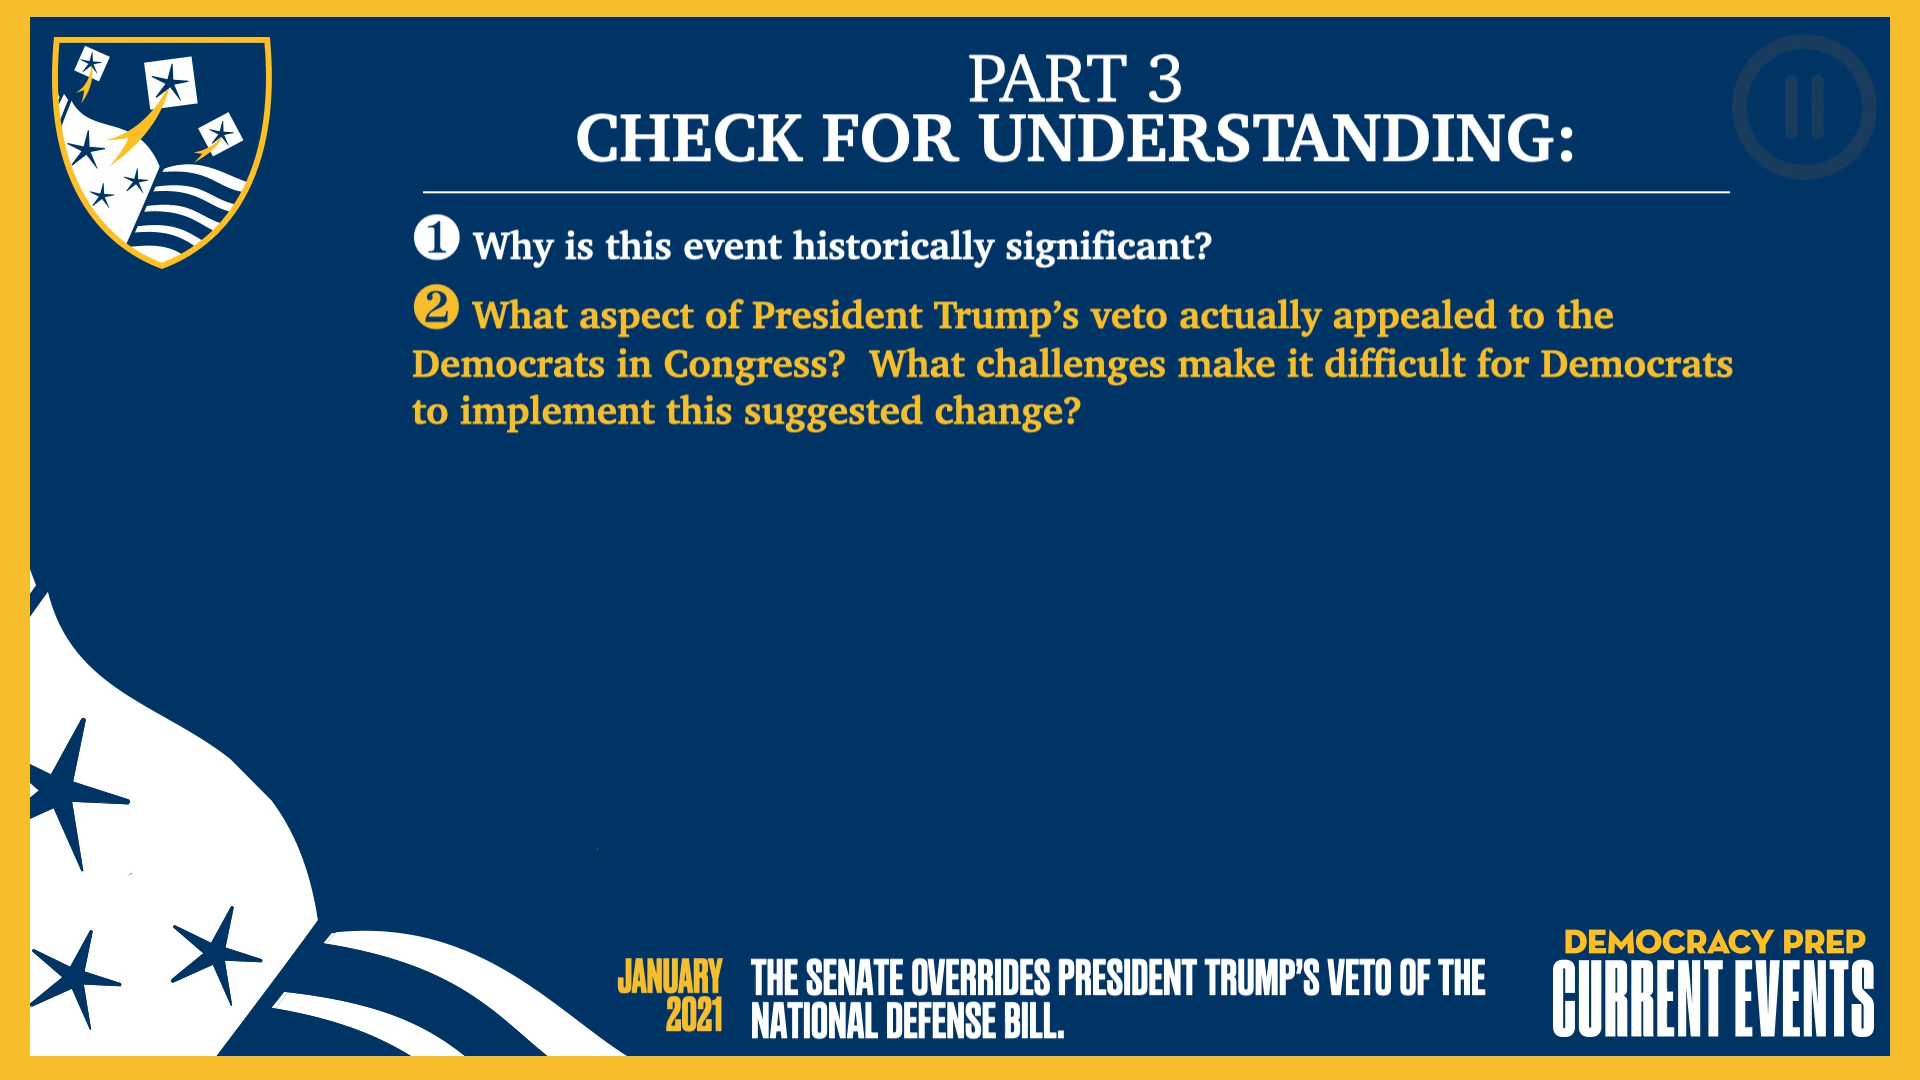 PART 3
CHECK FOR UNDERSTANDING:
❶ Why is this event historically significant?
❷ What aspect of President Trump’s veto actually appealed to the
Democrats in Congress?  What challenges make it difficult for Democrats
to implement this suggested change?
JANUARY
2021
THE SENATE OVERRIDES PRESIDENT TRUMP’S VETO OF THE
NATIONAL DEFENSE BILL.
DEMOCRACY PREP
CURRENT EVENTS